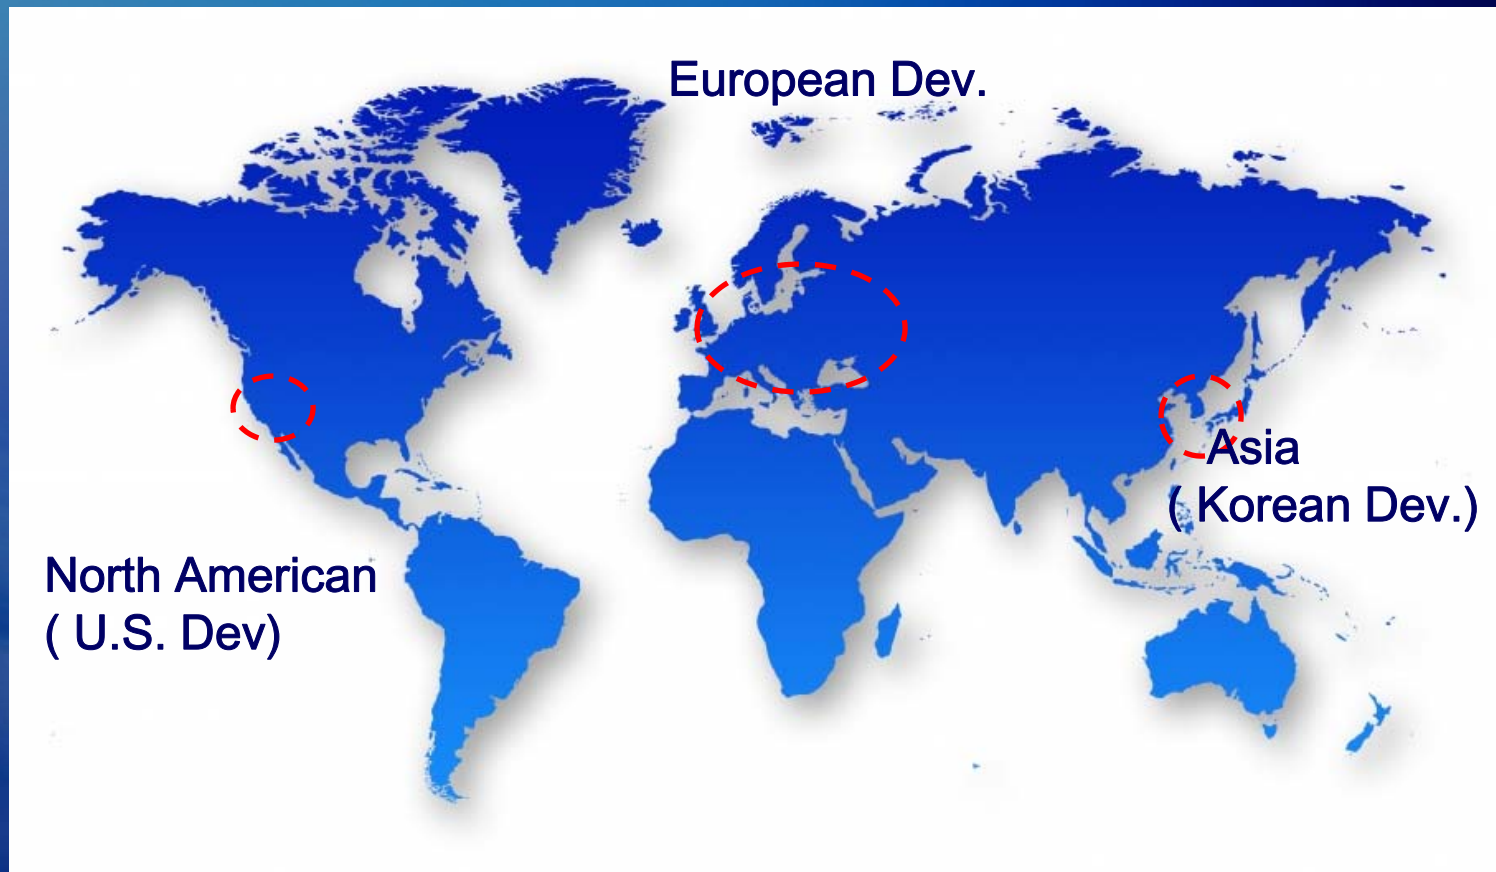 European Dev.
Asia
( Korean Dev.)
North American
( U.S. Dev)